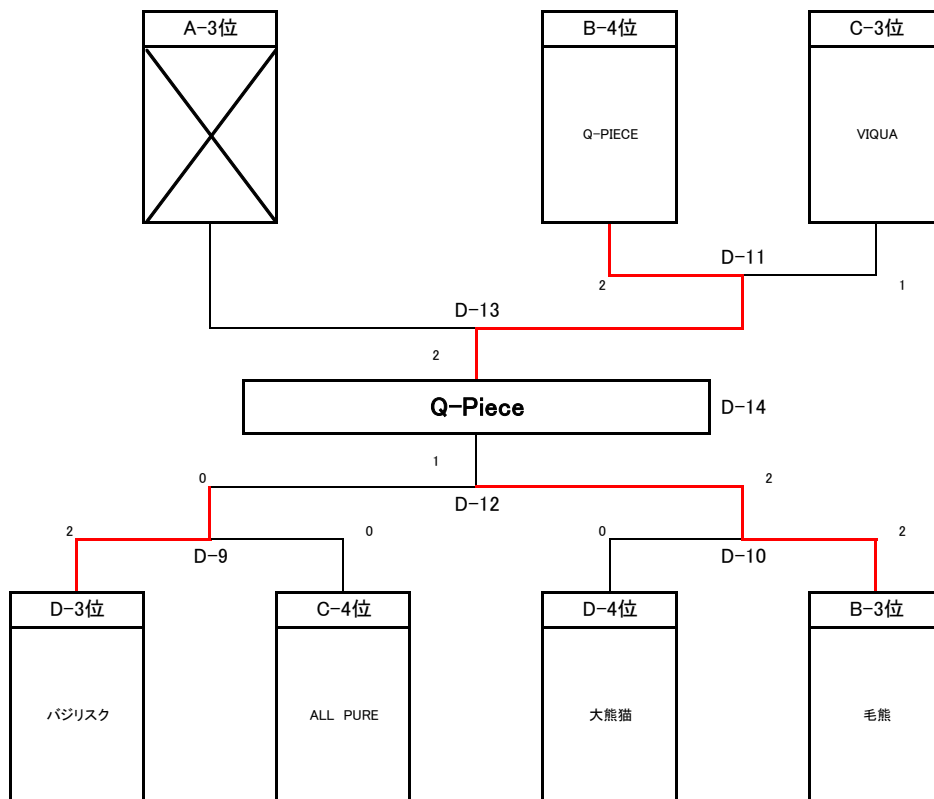 A-3位
B-4位
C-3位
Q-PIECE
VIQUA
D-11
2
1
D-13
2
Q-Piece
D-14
1
0
2
D-12
2
0
0
2
D-9
D-10
D-3位
C-4位
D-4位
B-3位
バジリスク
ALL PURE
大熊猫
毛熊